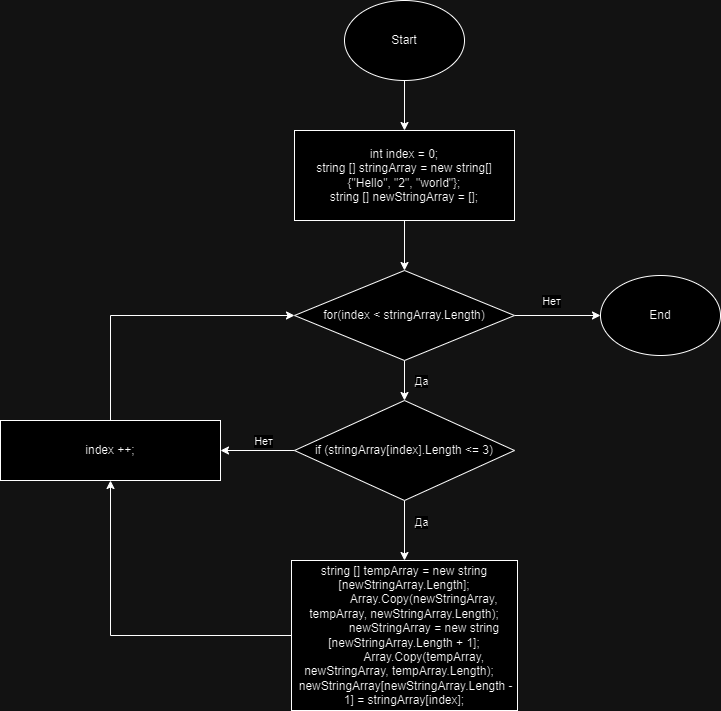 Start
int index = 0;
string [] stringArray = new string[]
{"Hello", "2", "world"};
string [] newStringArray = [];
for(index < stringArray.Length)
Нет
End
Да
if (stringArray[index].Length <= 3)
Нет
index ++;
Да
string [] tempArray = new string
[newStringArray.Length];
Array.Copy(newStringArray,
tempArray, newStringArray.Length);
newStringArray = new string
[newStringArray.Length + 1];
Array.Copy(tempArray,
newStringArray, tempArray.Length);
newStringArray[newStringArray.Length -
1] = stringArray[index];